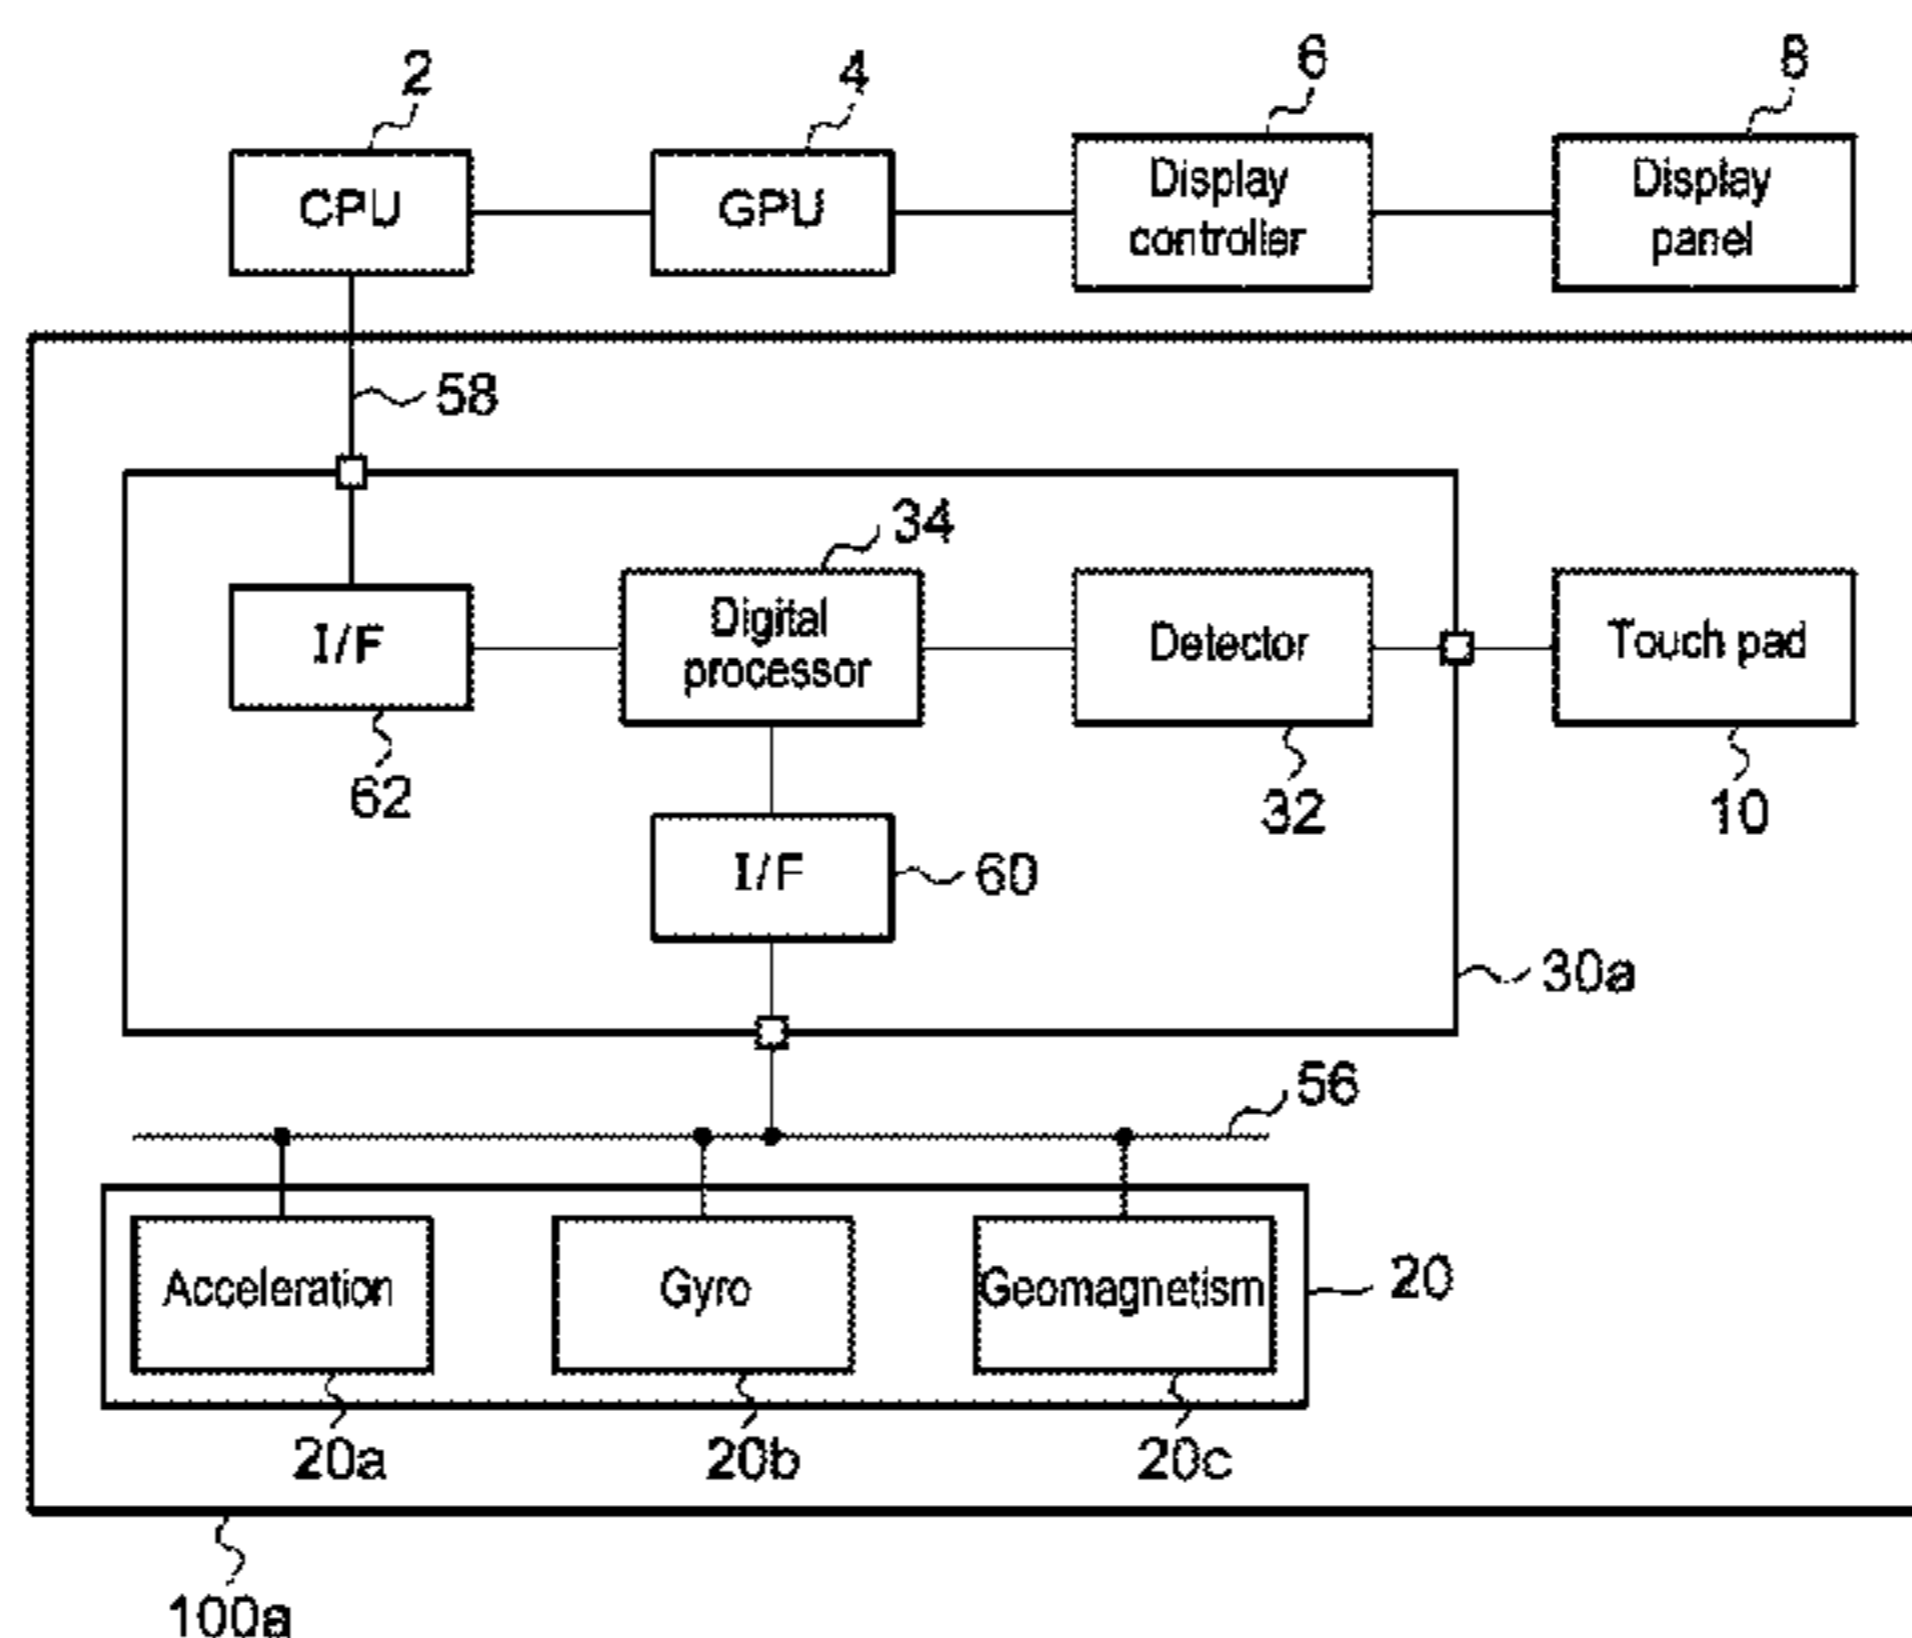 2
4
6
8
CPU
GPU
Display
controller
Display
panel
58
34
I/F
Digital
processor
Detector
Touch pad
62
32
10
I/F
60
30a
56
Acceleration
Gyro
Geomagnetism
20
20a
20b
20c
100a